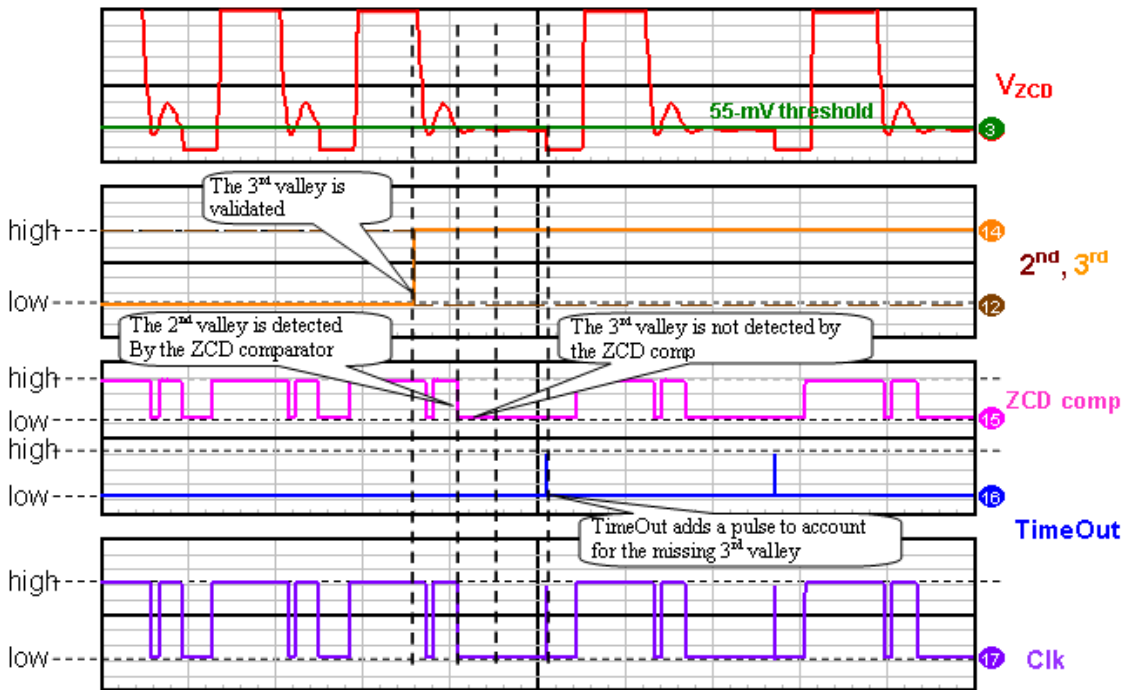 V_ZCD
55-mV threshold
3
The 3rd valley is
validated
high
14
2nd, 3rd
low
12
The 2nd valley is detected
By the ZCD comparator
The 3rd valley is not detected by
the ZCD comp
high
ZCD comp
low
15
high
low
16
TimeOut adds a pulse to account
for the missing 3rd valley
TimeOut
high
low
17
Clk